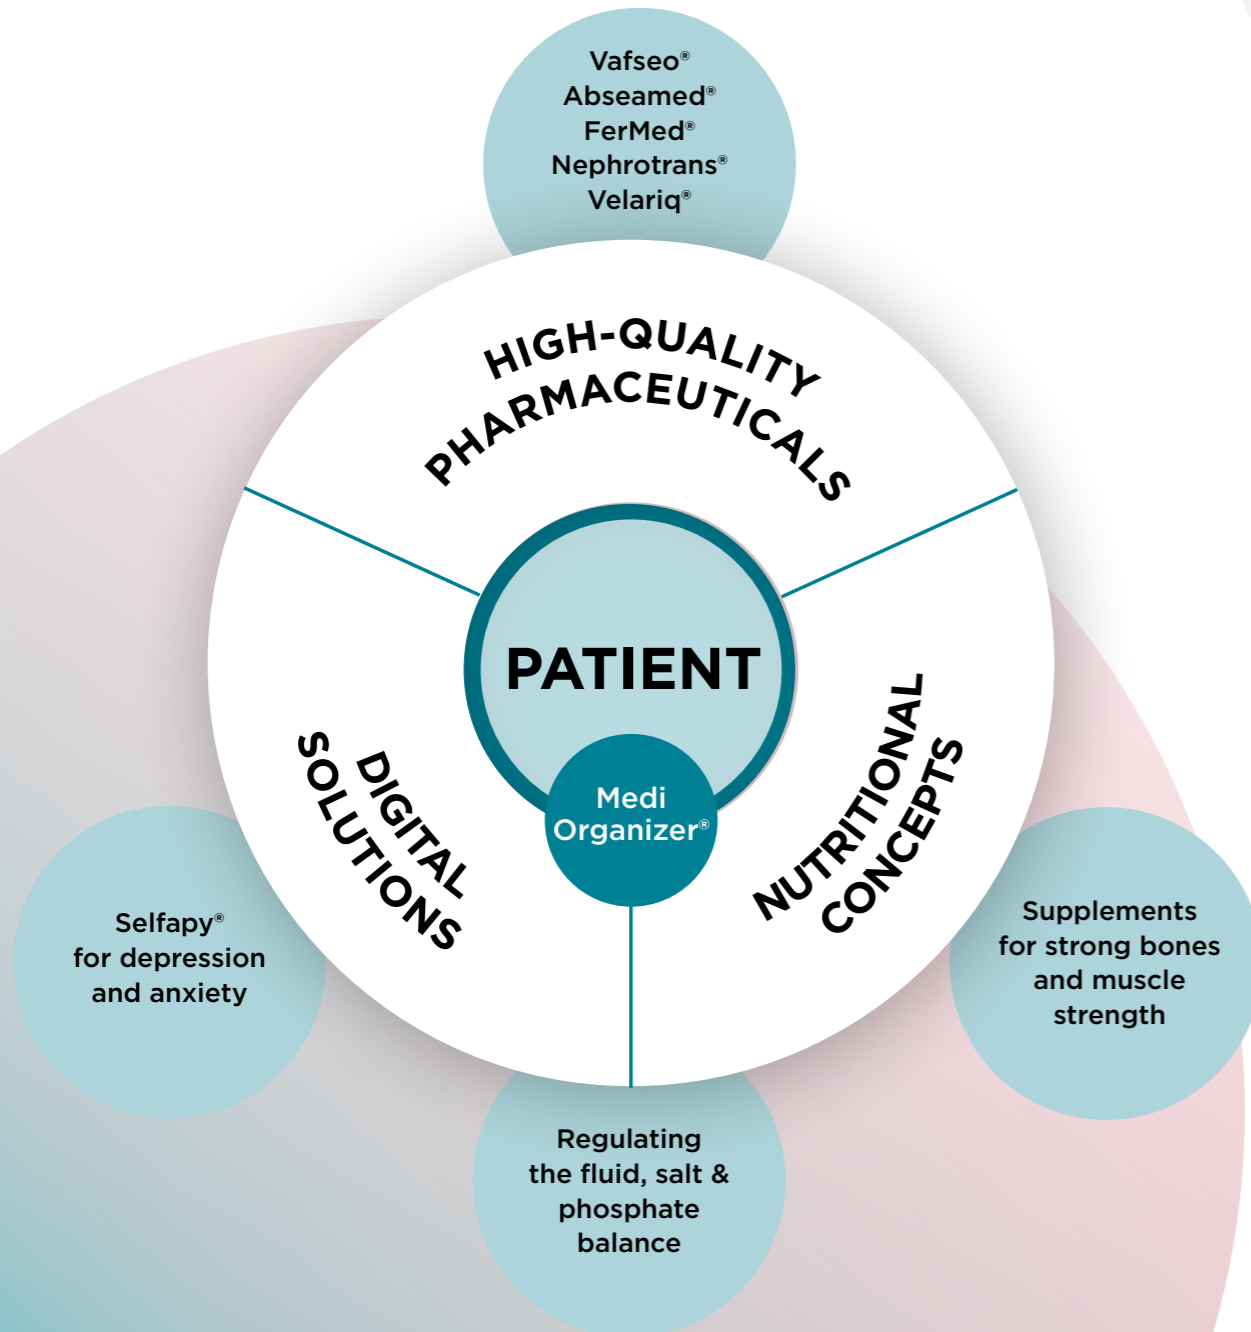 Vafseo®
Abseamed®
FerMed®
Nephrotrans®
Velariq®
HIGH-QUALITY
PHARMACEUTICALS
PATIENT
Medi
Organizer®
DIGITAL
SOLUTIONS
NUTRITIONAL
CONCEPTS
Selfapy®
for depression
and anxiety
Supplements
for strong bones
and muscle
strength
Regulating
the fluid, salt &
phosphate
balance